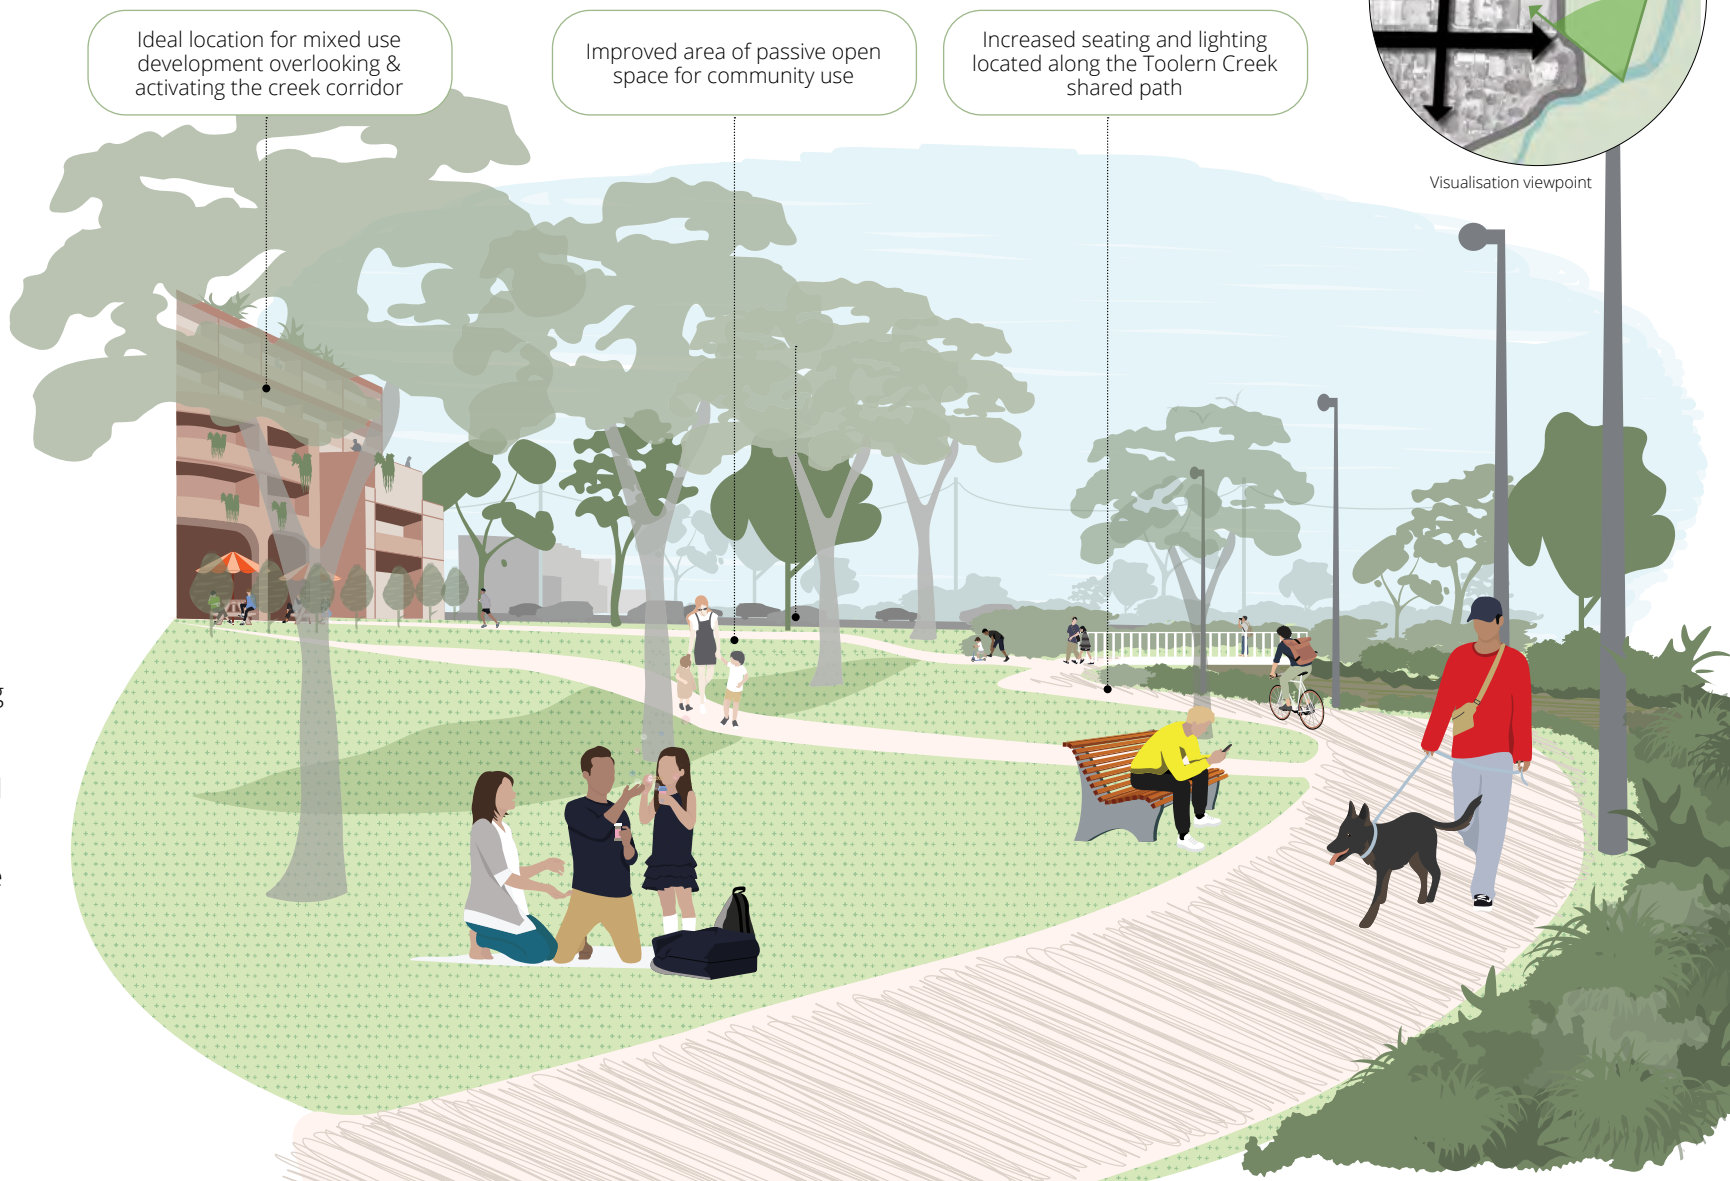 Ideal location for mixed use
development overlooking &
activating the creek corridor
Improved area of passive open
space for community use
Increased seating and lighting
located along the Toolern Creek
shared path
Visualisation viewpoint